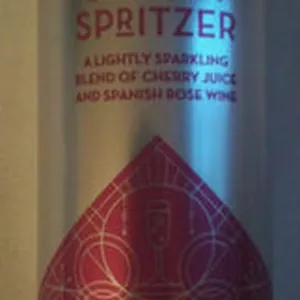 SPRITZER
A LIGHTLY SPARKLING
BLEND OF CHERRY JUICE
AND SPANISH ROSE WINE